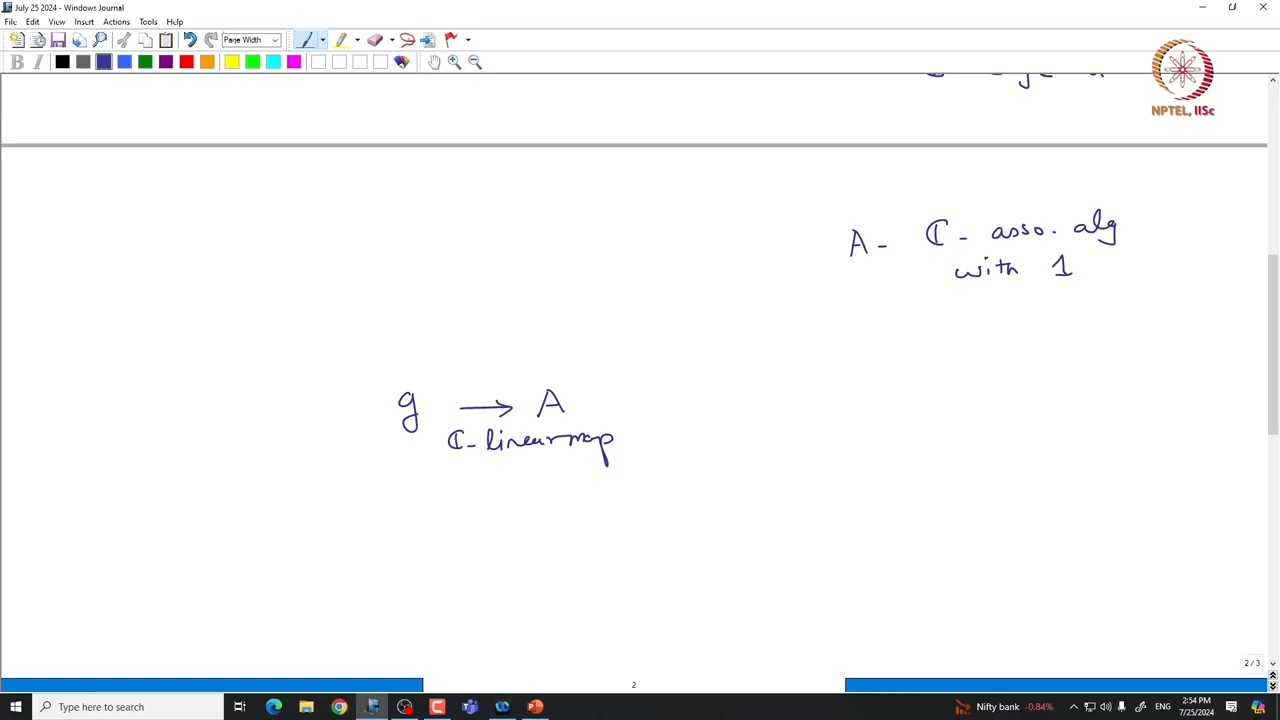 July 25 2024 - Windows Journal
File Edit View Insert Actions Tools Help
Page Width
B I
NPTEL, IISc
A - ℂ - asso. alg
with 1
g → A
ℂ - linear map
2 / 3
2
Type here to search
Nifty bank -0.84%
ENG
2:54 PM
7/25/2024